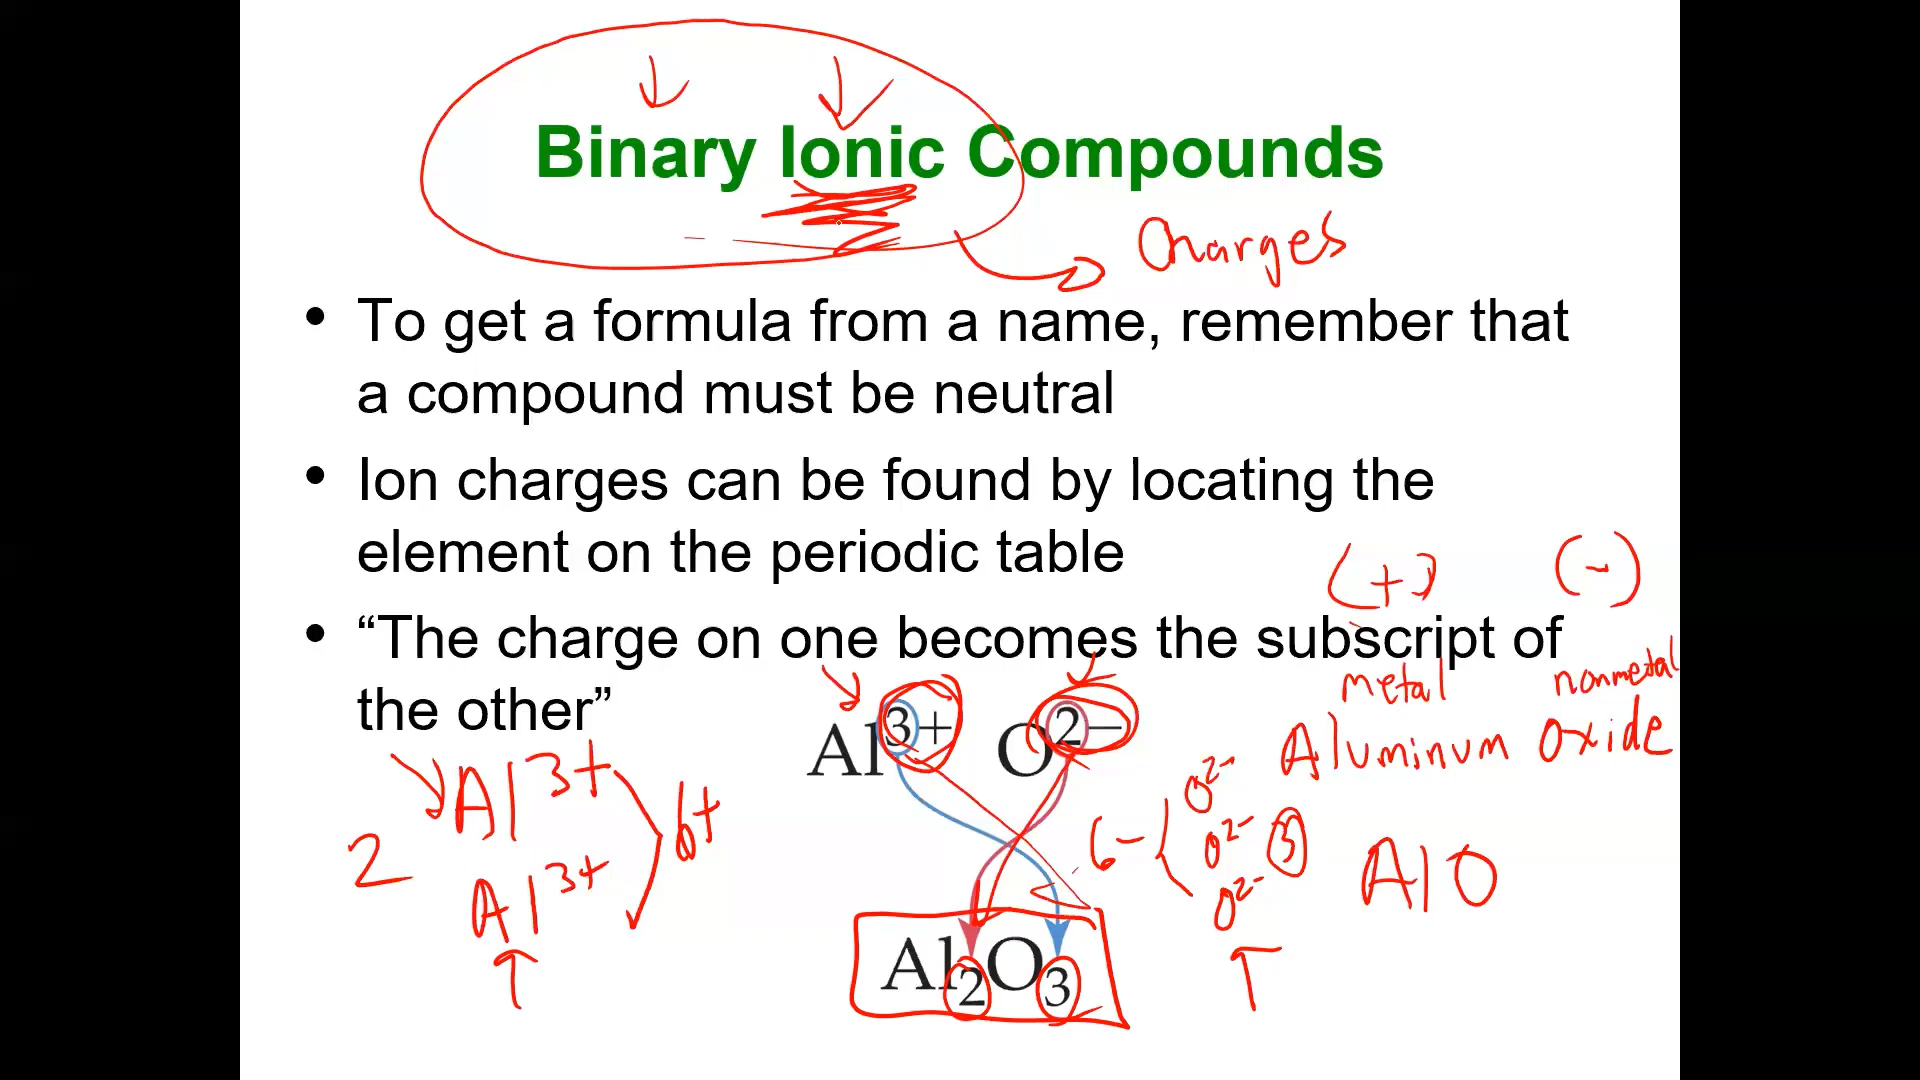 Binary Ionic Compounds
Charges
• To get a formula from a name, remember that
a compound must be neutral
• Ion charges can be found by locating the
element on the periodic table
(+) (-)
• “The charge on one becomes the subscript of
the other”
metal nonmetal
Aluminum Oxide
Al³⁺ O²⁻
Al³⁺
Al³⁺
2
6+
O²⁻
O²⁻
O²⁻
6-
3
AlO
Al₂O₃